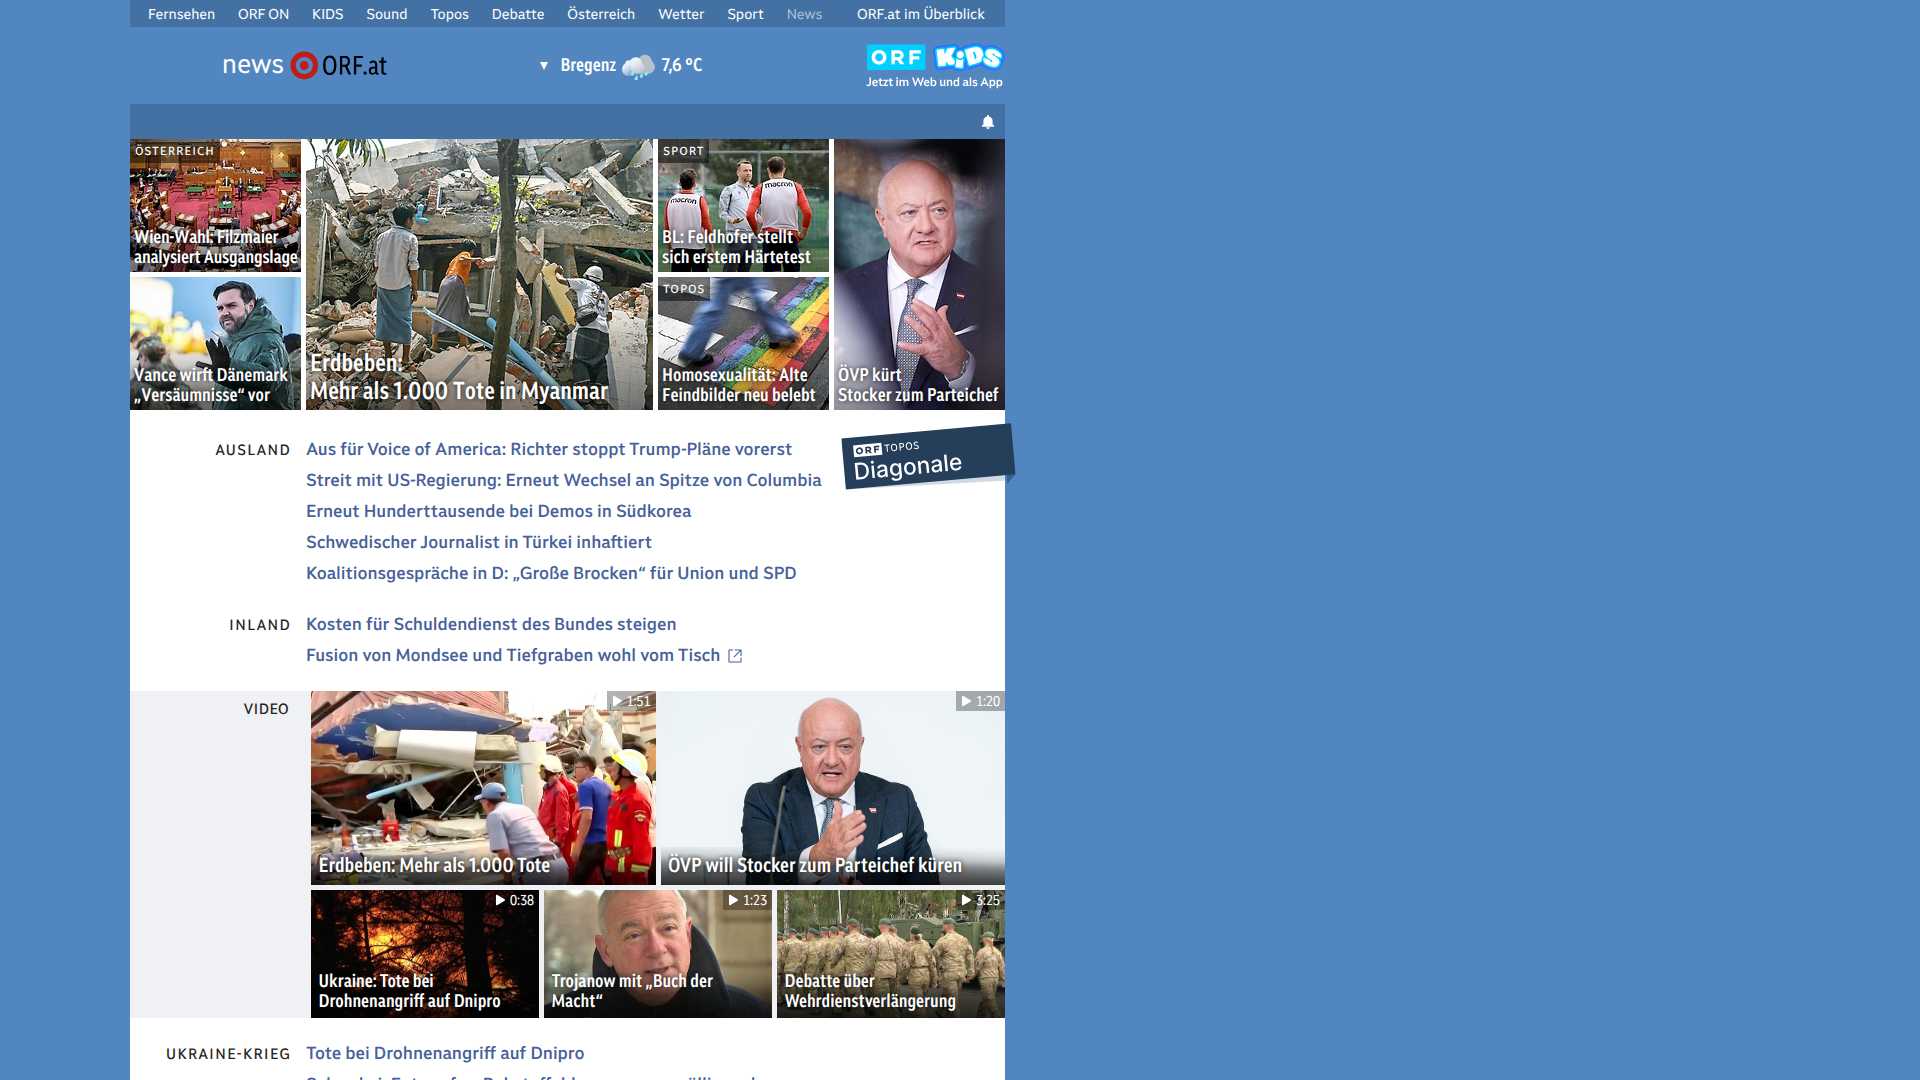 Fernsehen ORF ON KIDS Sound Topos Debatte Österreich Wetter Sport News ORF.at im Überblick
news ORF.at
▼ Bregenz 7,6 °C
ORF KiDS
Jetzt im Web und als App
ÖSTERREICH
Wien-Wahl: Filzmaier
analysiert Ausgangslage
Vance wirft Dänemark
„Versäumnisse“ vor
Erdbeben:
Mehr als 1.000 Tote in Myanmar
SPORT
macron
macron
BL: Feldhofer stellt
sich erstem Härtetest
TOPOS
Homosexualität: Alte
Feindbilder neu belebt
ÖVP kürt
Stocker zum Parteichef
AUSLAND
Aus für Voice of America: Richter stoppt Trump-Pläne vorerst
Streit mit US-Regierung: Erneut Wechsel an Spitze von Columbia
Erneut Hunderttausende bei Demos in Südkorea
Schwedischer Journalist in Türkei inhaftiert
Koalitionsgespräche in D: „Große Brocken“ für Union und SPD
ORF TOPOS
Diagonale
INLAND
Kosten für Schuldendienst des Bundes steigen
Fusion von Mondsee und Tiefgraben wohl vom Tisch
VIDEO
1:51
Erdbeben: Mehr als 1.000 Tote
1:20
ÖVP will Stocker zum Parteichef küren
0:38
Ukraine: Tote bei
Drohnenangriff auf Dnipro
1:23
Trojanow mit „Buch der
Macht“
3:25
Debatte über
Wehrdienstverlängerung
UKRAINE-KRIEG
Tote bei Drohnenangriff auf Dnipro